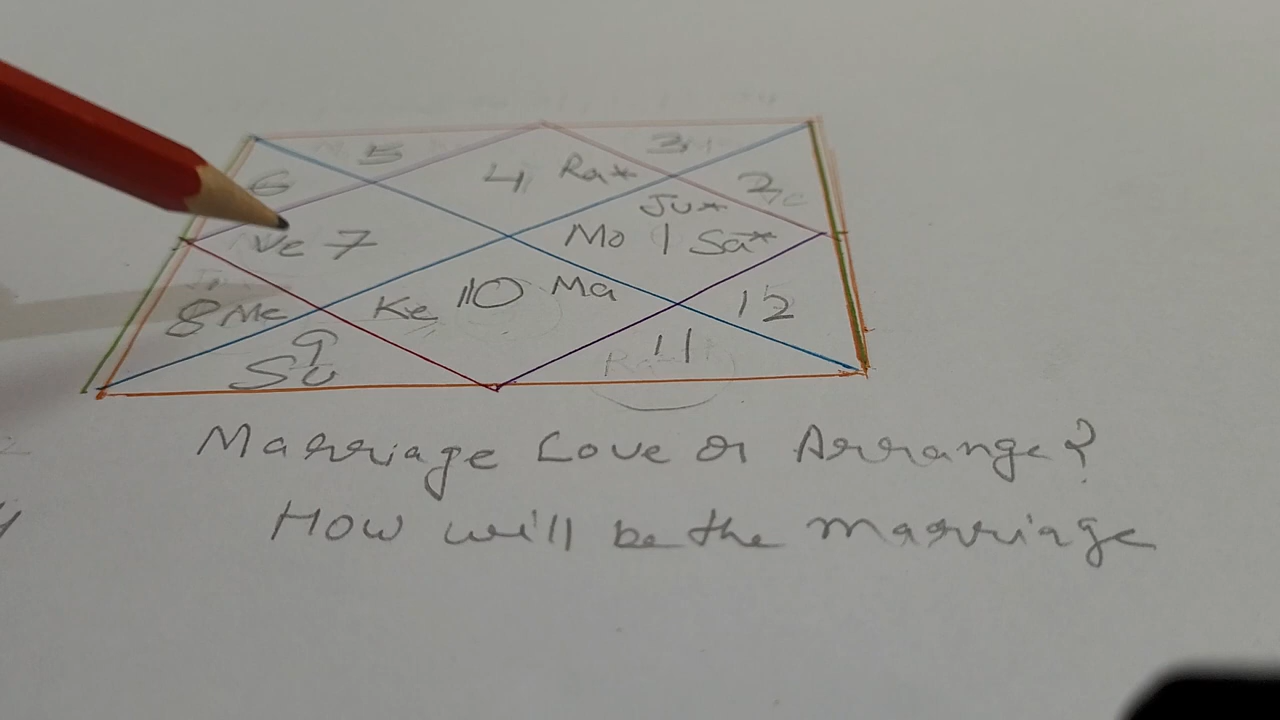 5 3
6 4 Ra* 2
Ju*
Ve 7 Mo 1 Sa*
8 Me Ke 10 Ma 12
9 11
Su
Marriage Love or Arrange?
How will be the marriage